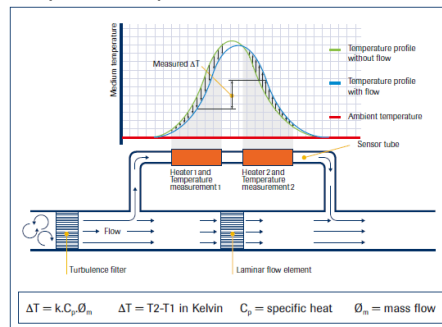 Medium temperature
Measured ΔT
Temperature profile
without flow
Temperature profile
with flow
Ambient temperature
Sensor tube
Heater 1 and
Temperature
measurement 1
Heater 2 and
Temperature
measurement 2
Flow
Turbulence filter
Laminar flow element
ΔT = k.Cₚ.Øₘ ΔT = T2-T1 in Kelvin Cₚ = specific heat Øₘ = mass flow